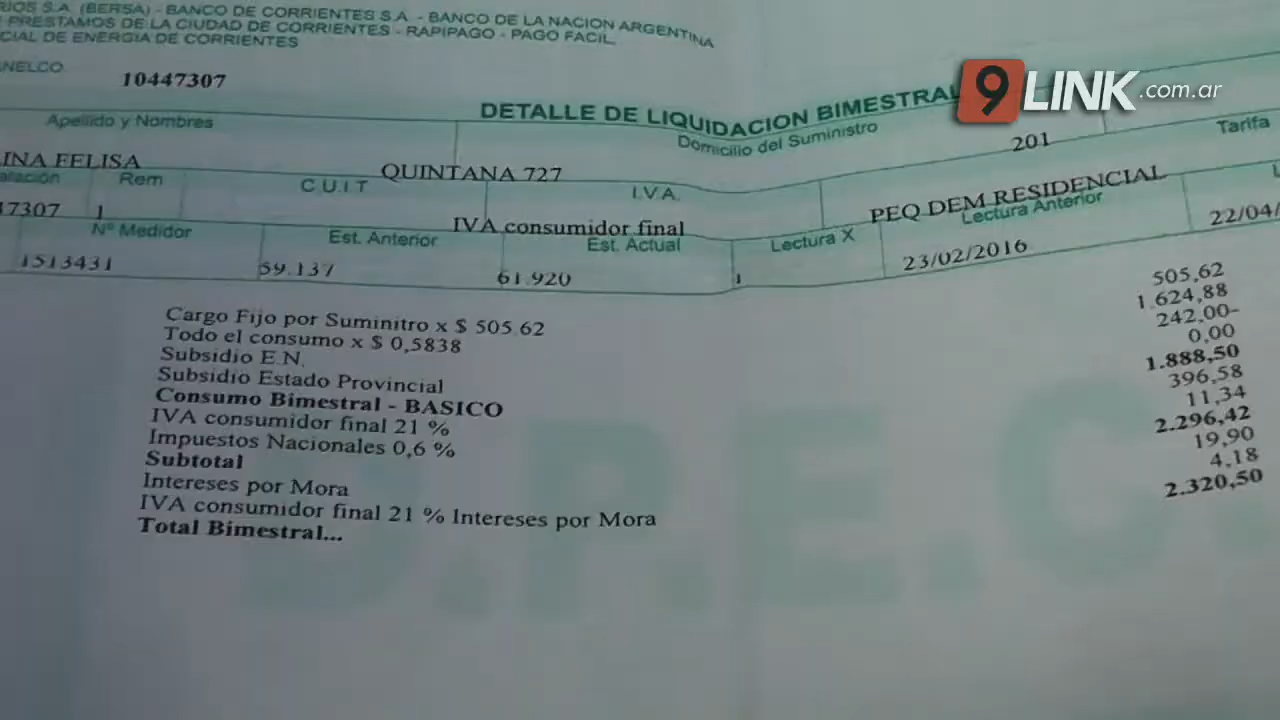 RIOS S.A. (BERSA) - BANCO DE CORRIENTES S.A. - BANCO DE LA NACION ARGENTINA
PRESTAMOS DE LA CIUDAD DE CORRIENTES - RAPIPAGO - PAGO FACIL
CIAL DE ENERGIA DE CORRIENTES
ANELCO
10447307
9 LINK .com.ar
DETALLE DE LIQUIDACION BIMESTRAL
Apellido y Nombres Domicilio del Suministro 201 Tarifa
LINA FELISA QUINTANA 727 PEQ DEM RESIDENCIAL
alación Rem C.U.I.T I.V.A. Lectura Anterior
47307 1 IVA consumidor final 22/04/
Nº Medidor Est. Anterior Est. Actual Lectura X 23/02/2016
1513431 59.137 61.920 1
Cargo Fijo por Suminitro x $ 505.62 505,62
Todo el consumo x $ 0,5838 1.624,88
Subsidio E.N. 242,00-
Subsidio Estado Provincial 0,00
Consumo Bimestral - BASICO 1.888,50
IVA consumidor final 21 % 396,58
Impuestos Nacionales 0,6 % 11,34
Subtotal 2.296,42
Intereses por Mora 19,90
IVA consumidor final 21 % Intereses por Mora 4,18
Total Bimestral... 2.320,50
D.P.E.C.